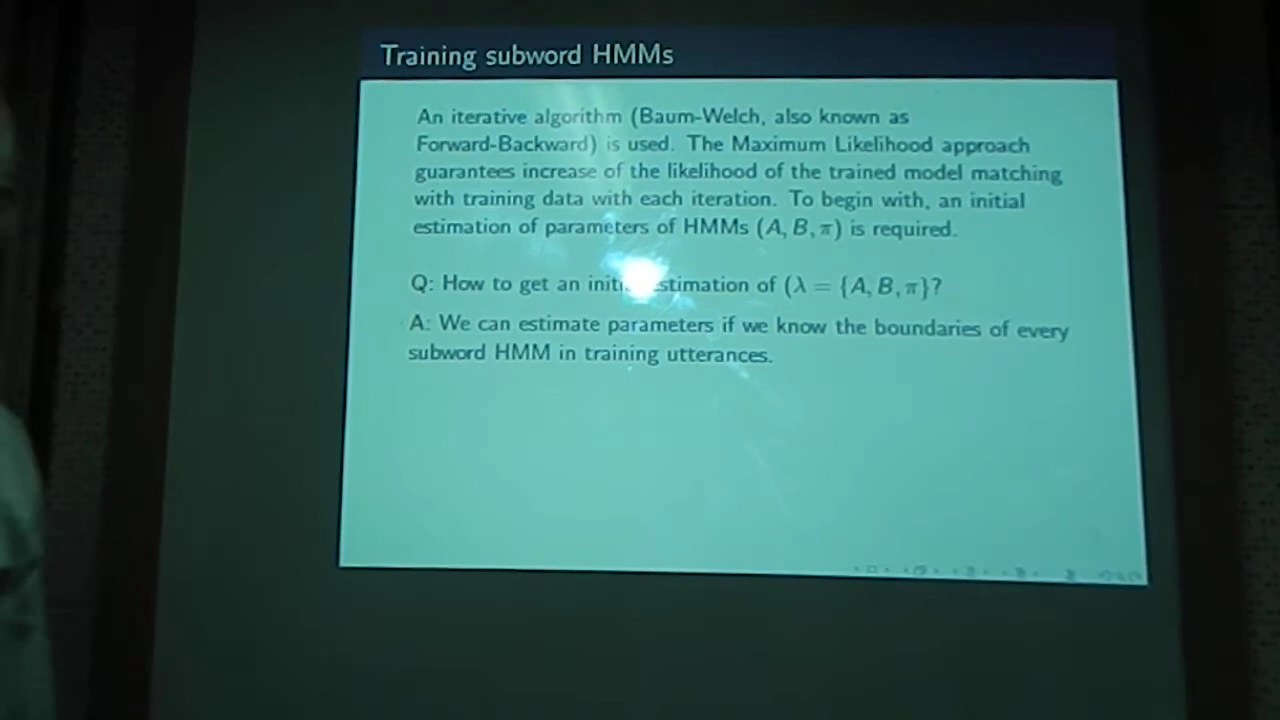 Training subword HMMs
An iterative algorithm (Baum-Welch, also known as
Forward-Backward) is used. The Maximum Likelihood approach
guarantees increase of the likelihood of the trained model matching
with training data with each iteration. To begin with, an initial
estimation of parameters of HMMs (A, B, π) is required.
Q: How to get an initi stimation of (λ = {A, B, π}?
A: We can estimate parameters if we know the boundaries of every
subword HMM in training utterances.